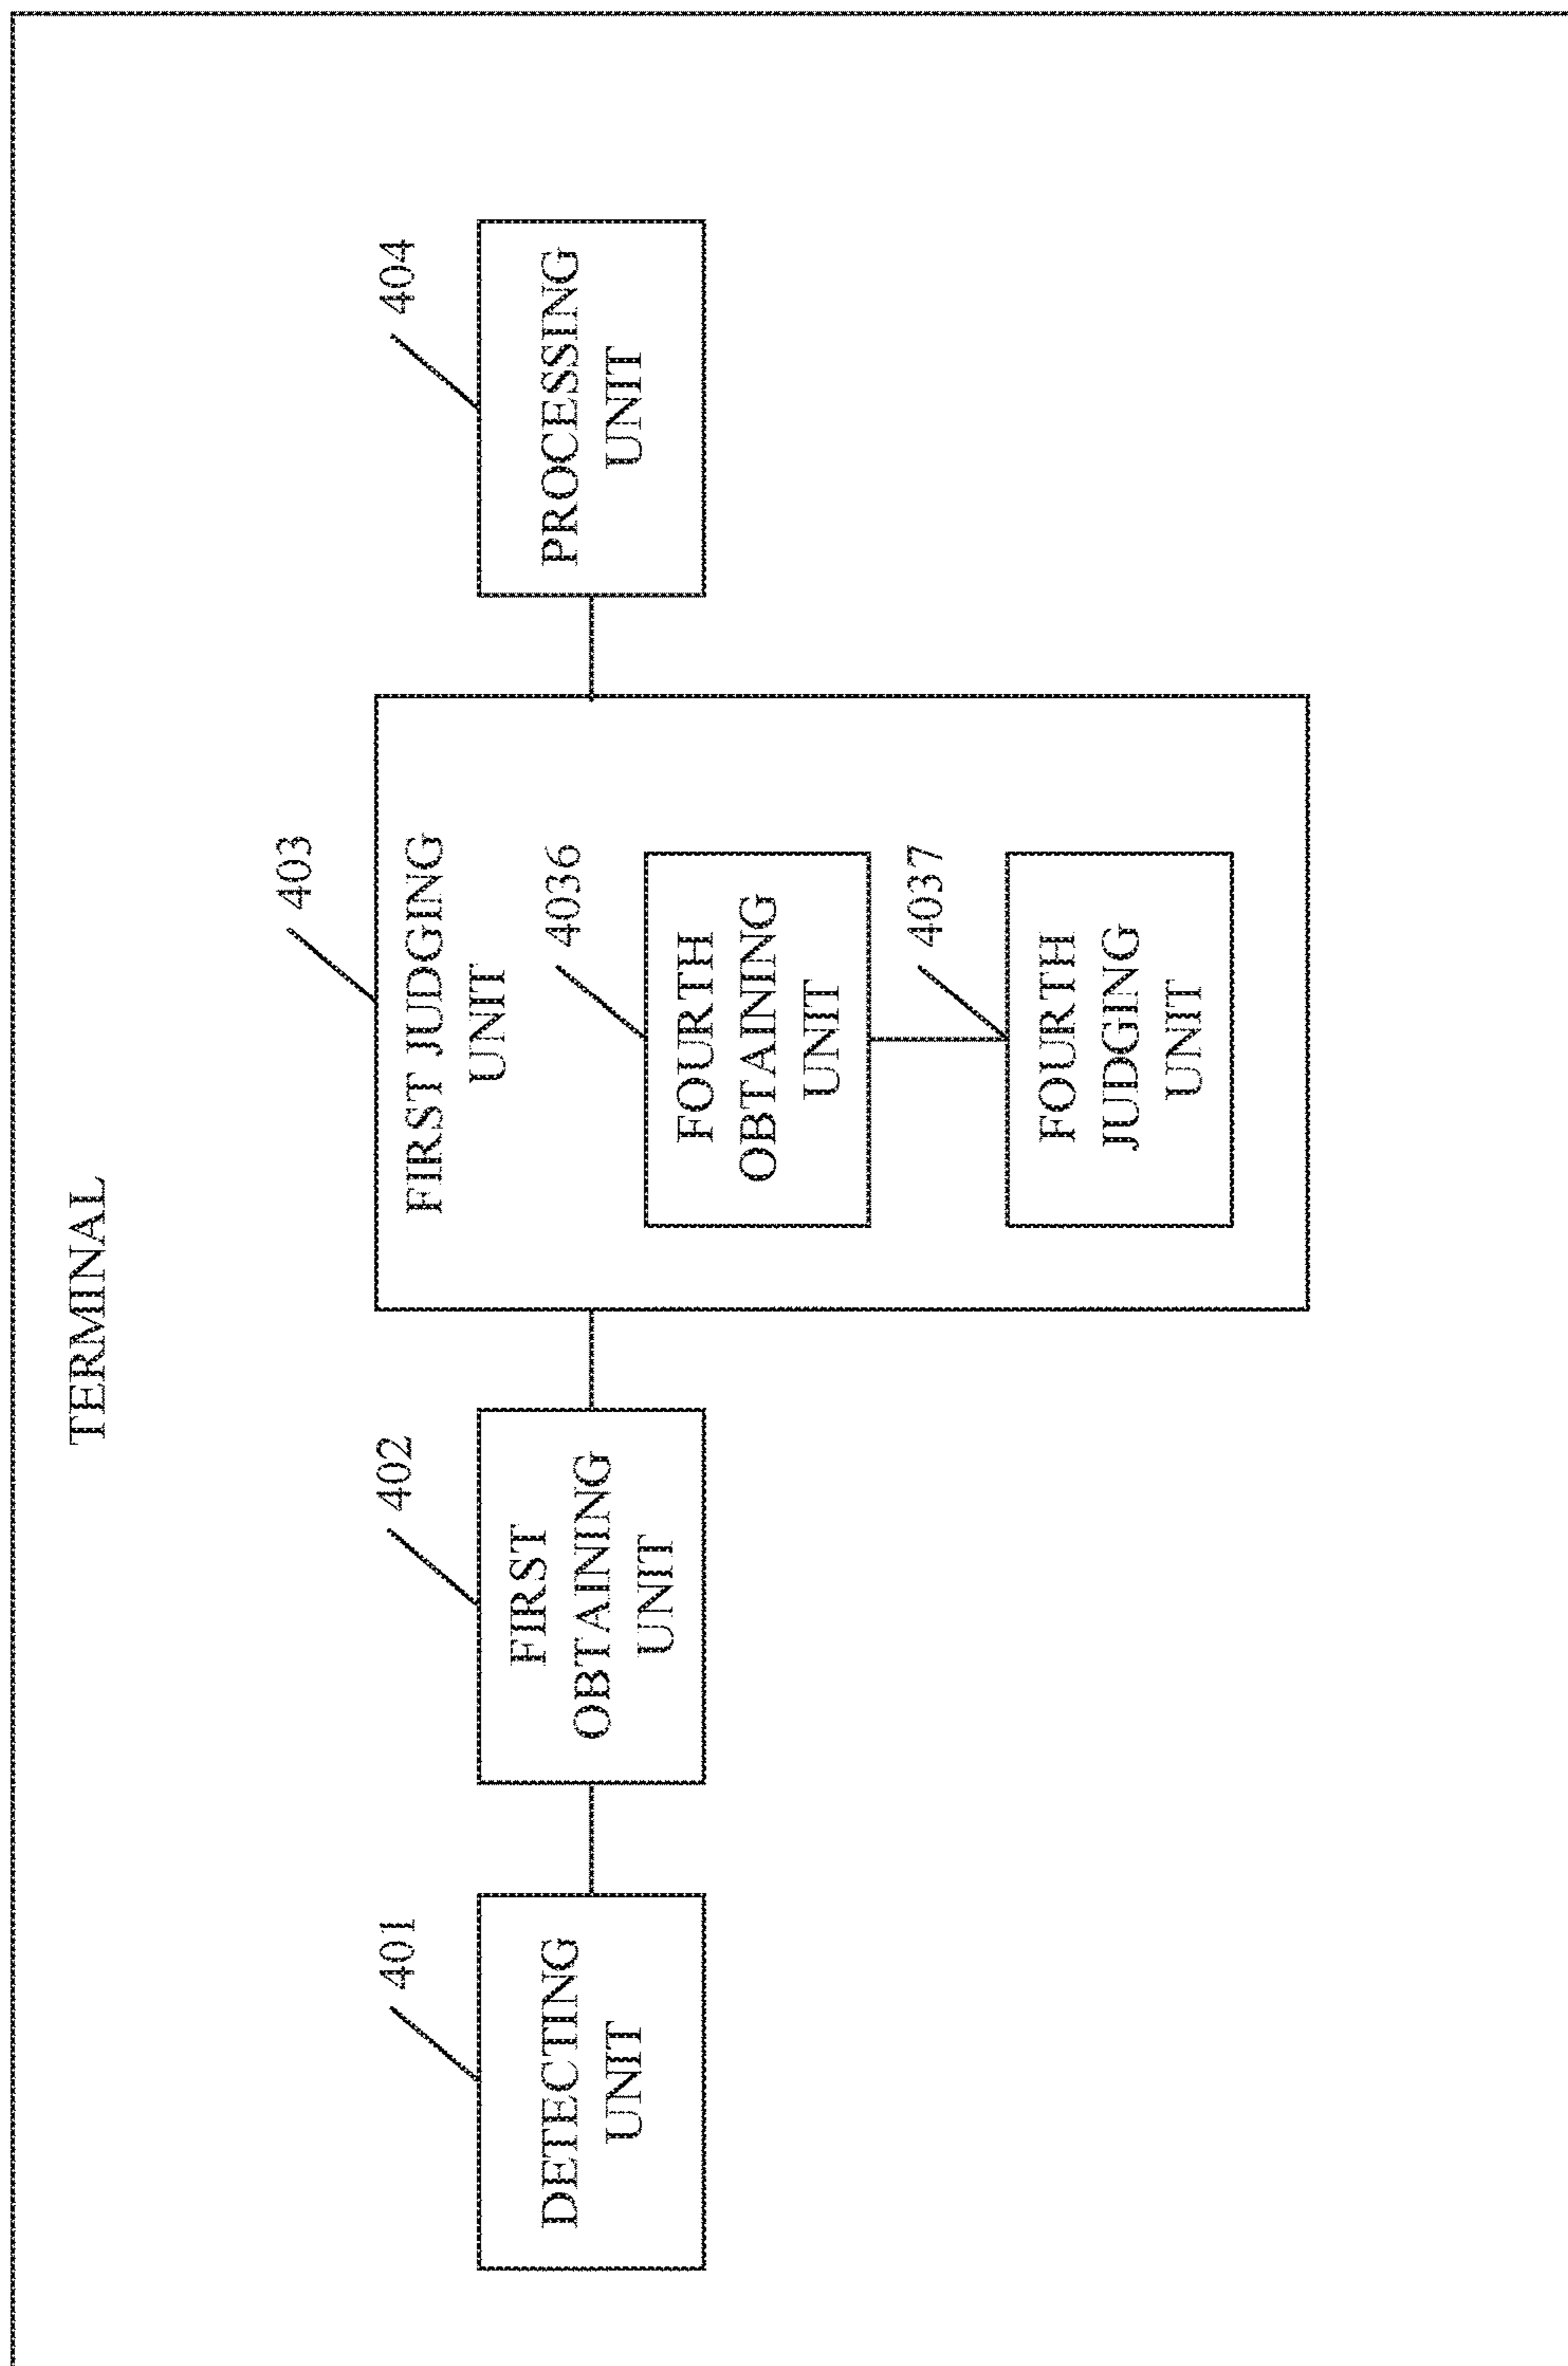 TERMINAL
401
DETECTING
UNIT
402
FIRST
OBTAINING
UNIT
403
FIRST JUDGING
UNIT
4036
FOURTH
OBTAINING
UNIT
4037
FOURTH
JUDGING
UNIT
404
PROCESSING
UNIT